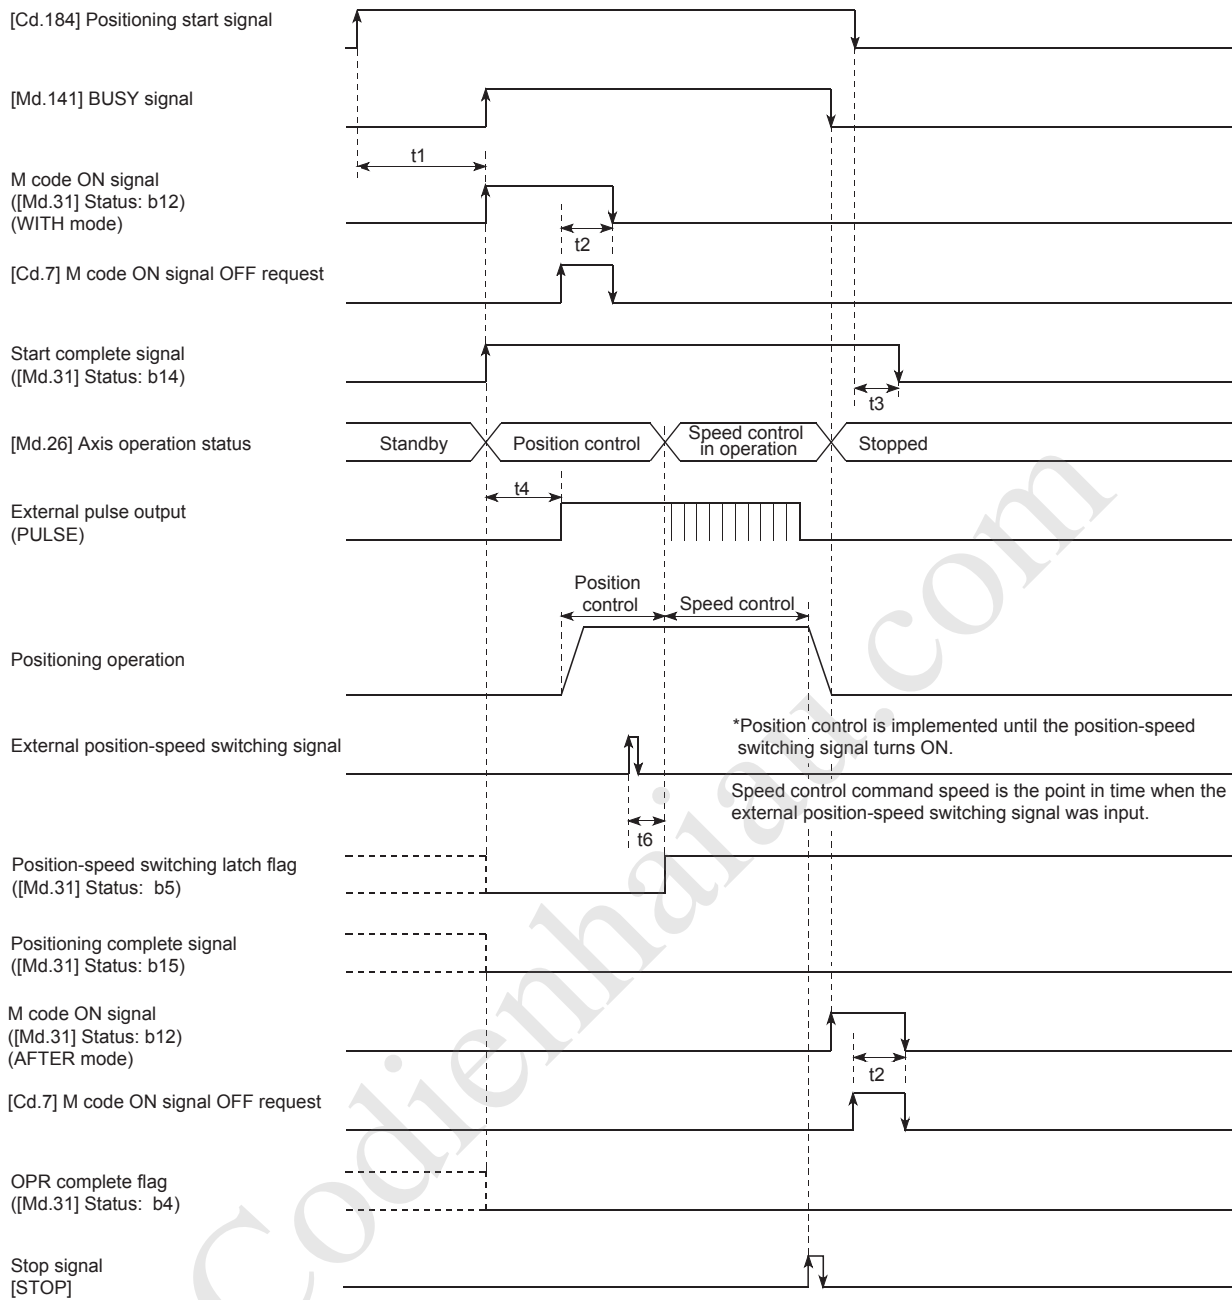 [Cd.184] Positioning start signal
[Md.141] BUSY signal
t1
M code ON signal
([Md.31] Status: b12)
(WITH mode)
t2
[Cd.7] M code ON signal OFF request
Start complete signal
([Md.31] Status: b14)
t3
[Md.26] Axis operation status
Standby
Position control
Speed control
in operation
Stopped
t4
External pulse output
(PULSE)
Position
control
Speed control
Positioning operation
*Position control is implemented until the position-speed
switching signal turns ON.
External position-speed switching signal
Speed control command speed is the point in time when the
external position-speed switching signal was input.
t6
Position-speed switching latch flag
([Md.31] Status: b5)
Positioning complete signal
([Md.31] Status: b15)
M code ON signal
([Md.31] Status: b12)
(AFTER mode)
t2
[Cd.7] M code ON signal OFF request
OPR complete flag
([Md.31] Status: b4)
Stop signal
[STOP]
Codienhaiau.com